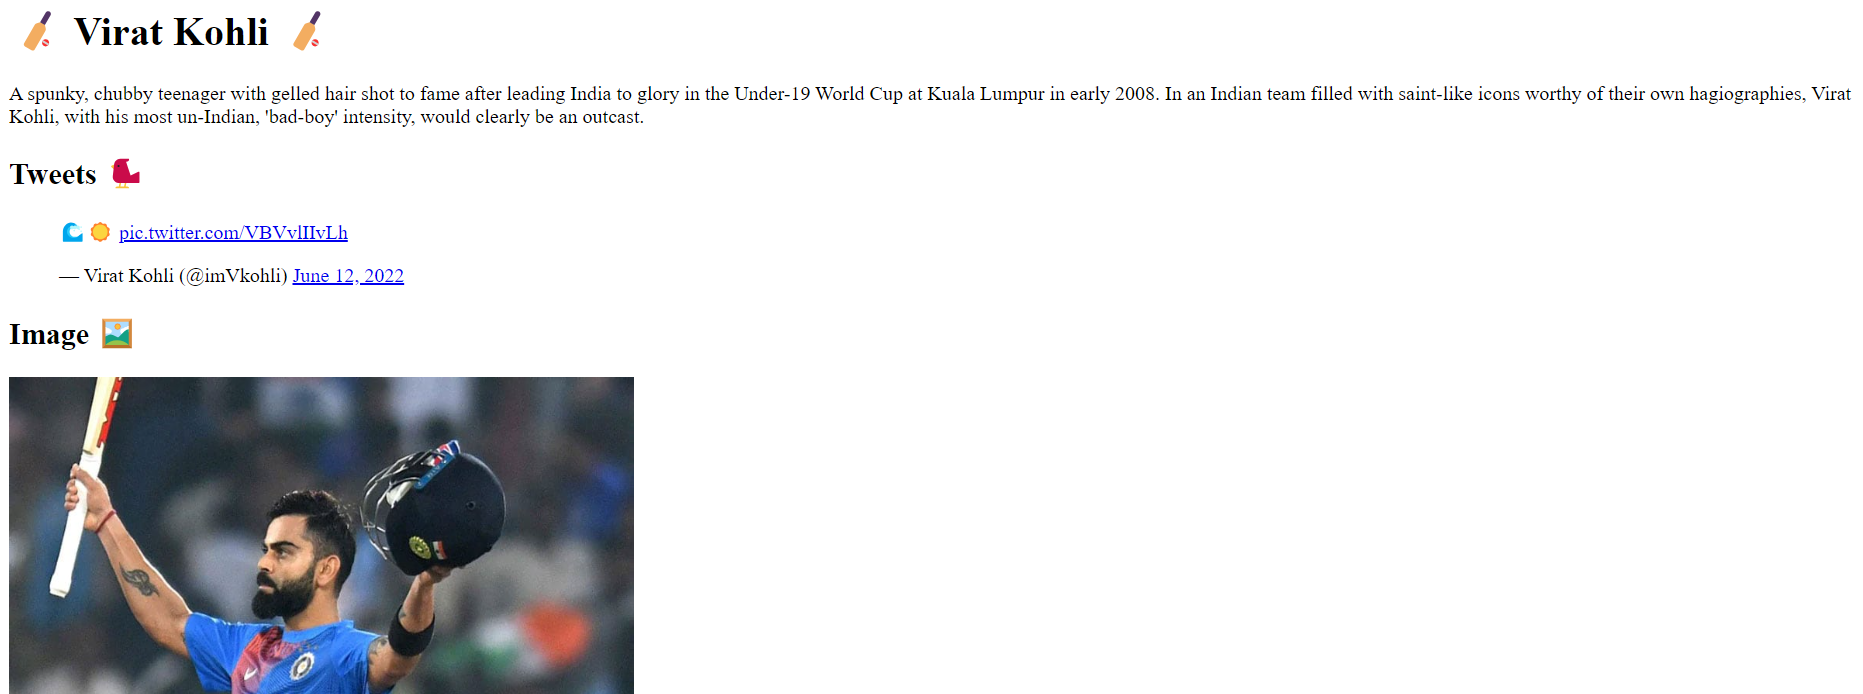 Virat Kohli
A spunky, chubby teenager with gelled hair shot to fame after leading India to glory in the Under-19 World Cup at Kuala Lumpur in early 2008. In an Indian team filled with saint-like icons worthy of their own hagiographies, Virat
Kohli, with his most un-Indian, 'bad-boy' intensity, would clearly be an outcast.
Tweets
pic.twitter.com/VBVvlIIvLh
— Virat Kohli (@imVkohli) June 12, 2022
Image